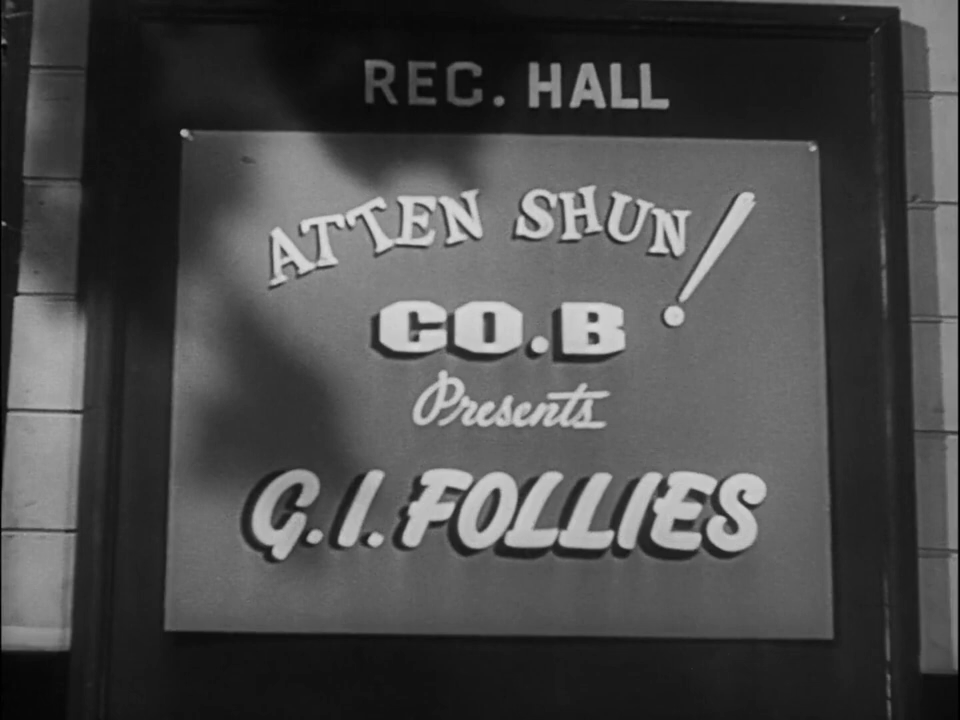 REC. HALL
ATTEN SHUN!
CO.B
Presents
G.I. FOLLIES